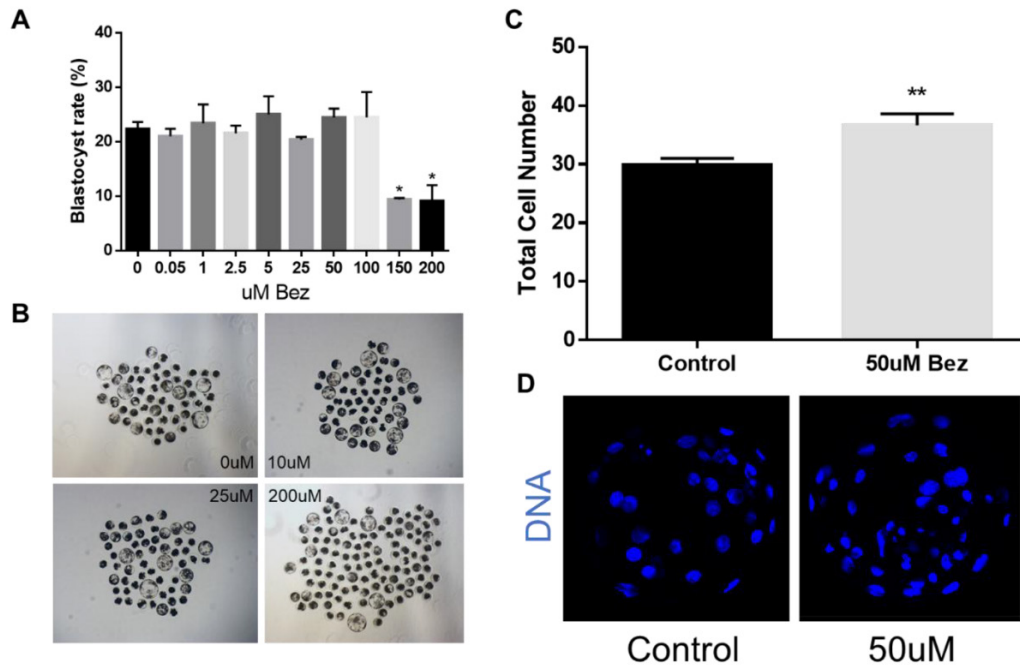 A
Blastocyst rate (%)
40
30
20
10
0
*
*
0 0.05 1 2.5 5 25 50 100 150 200
uM Bez
B
0uM
10uM
25uM
200uM
C
Total Cell Number
50
40
30
20
10
0
**
Control 50uM Bez
D
DNA
Control 50uM